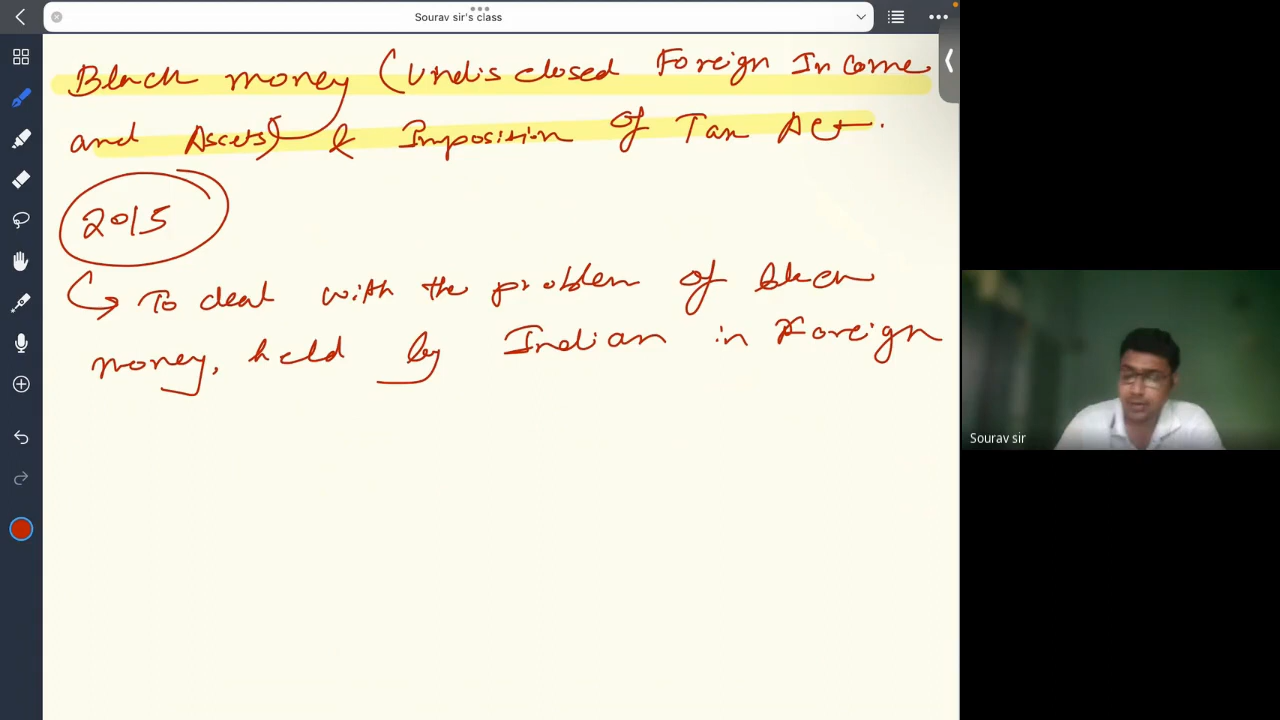 Sourav sir's class
Black money (Undisclosed Foreign Income
and Assets) & Imposition of Tax Act.
2015
To deal with the problem of black
money, held by Indian in Foreign
Sourav sir